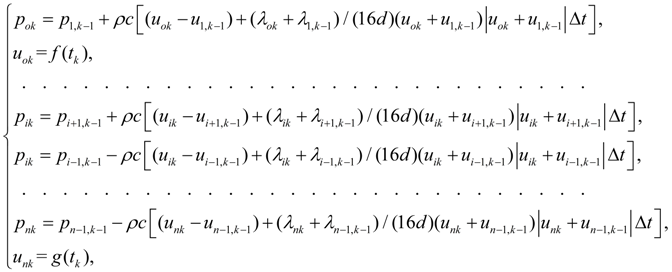 p_{ok} = p_{1,k-1} + ρc[(u_{ok} - u_{1,k-1}) + (λ_{ok} + λ_{1,k-1}) / (16d)(u_{ok} + u_{1,k-1})|u_{ok} + u_{1,k-1}|Δt],
u_{ok} = f(t_k),
. . . . . . . . . . . . . . . . . . . . . . . . . . . .
p_{ik} = p_{i+1,k-1} + ρc[(u_{ik} - u_{i+1,k-1}) + (λ_{ik} + λ_{i+1,k-1}) / (16d)(u_{ik} + u_{i+1,k-1})|u_{ik} + u_{i+1,k-1}|Δt],
p_{ik} = p_{i-1,k-1} - ρc[(u_{ik} - u_{i-1,k-1}) + (λ_{ik} + λ_{i-1,k-1}) / (16d)(u_{ik} + u_{i-1,k-1})|u_{ik} + u_{i-1,k-1}|Δt],
. . . . . . . . . . . . . . . . . . . . . . . . . . . .
p_{nk} = p_{n-1,k-1} - ρc[(u_{nk} - u_{n-1,k-1}) + (λ_{nk} + λ_{n-1,k-1}) / (16d)(u_{nk} + u_{n-1,k-1})|u_{nk} + u_{n-1,k-1}|Δt],
u_{nk} = g(t_k),